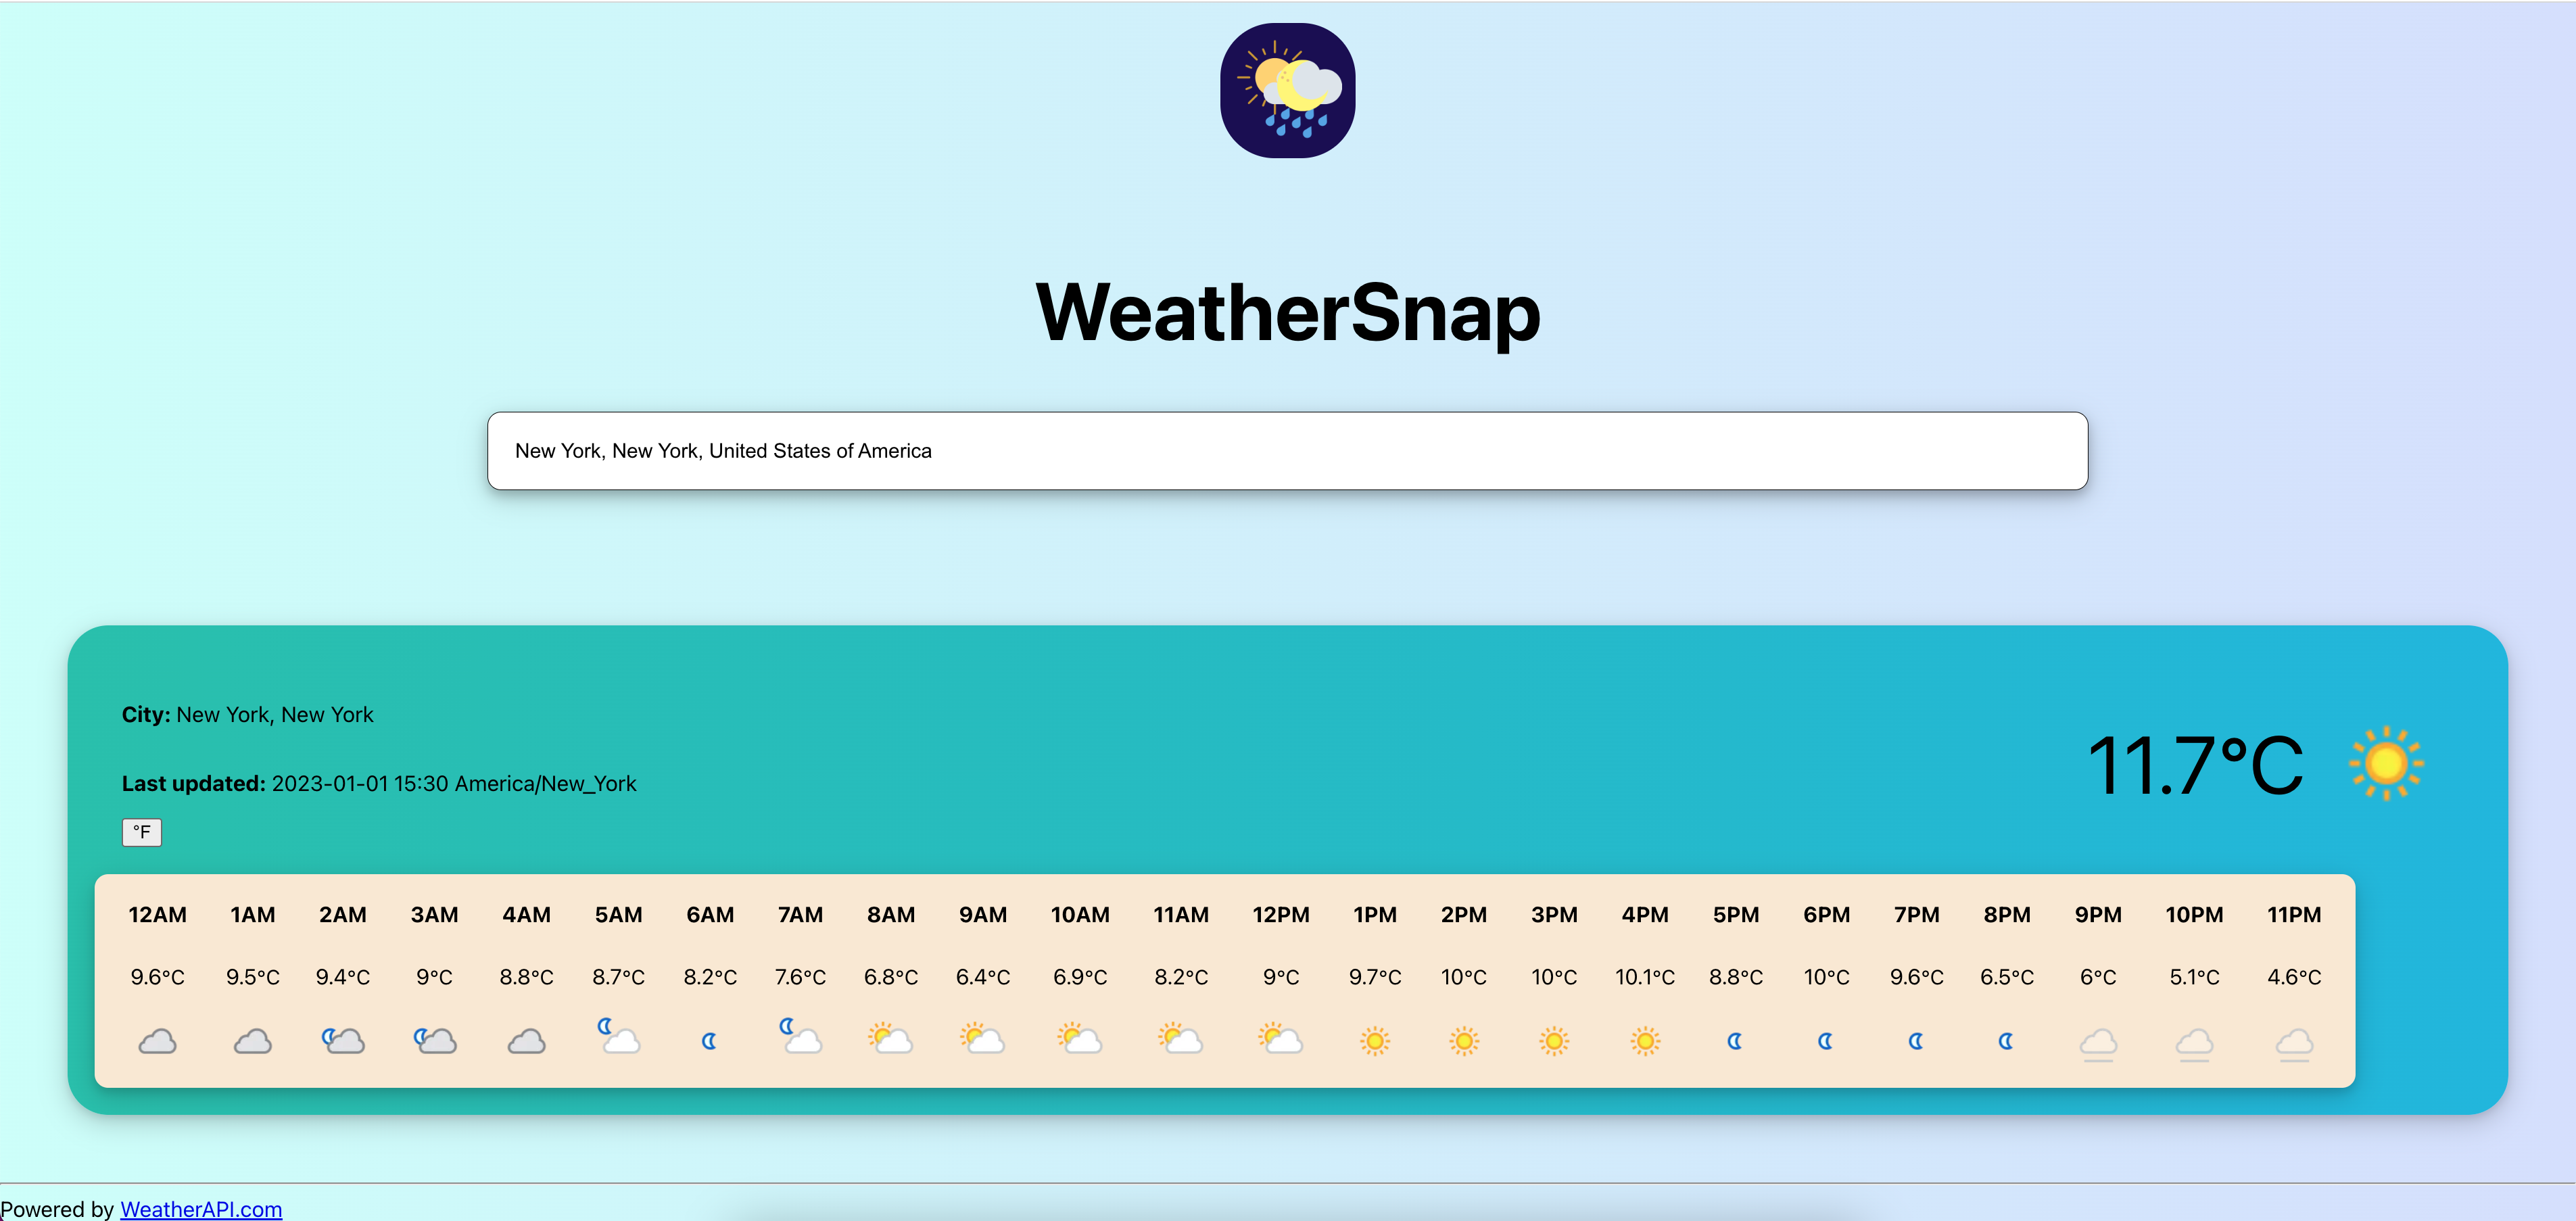 WeatherSnap
New York, New York, United States of America
City: New York, New York
Last updated: 2023-01-01 15:30 America/New_York
11.7°C
°F
12AM 1AM 2AM 3AM 4AM 5AM 6AM 7AM 8AM 9AM 10AM 11AM 12PM 1PM 2PM 3PM 4PM 5PM 6PM 7PM 8PM 9PM 10PM 11PM
9.6°C 9.5°C 9.4°C 9°C 8.8°C 8.7°C 8.2°C 7.6°C 6.8°C 6.4°C 6.9°C 8.2°C 9°C 9.7°C 10°C 10°C 10.1°C 8.8°C 10°C 9.6°C 6.5°C 6°C 5.1°C 4.6°C
Powered by WeatherAPI.com